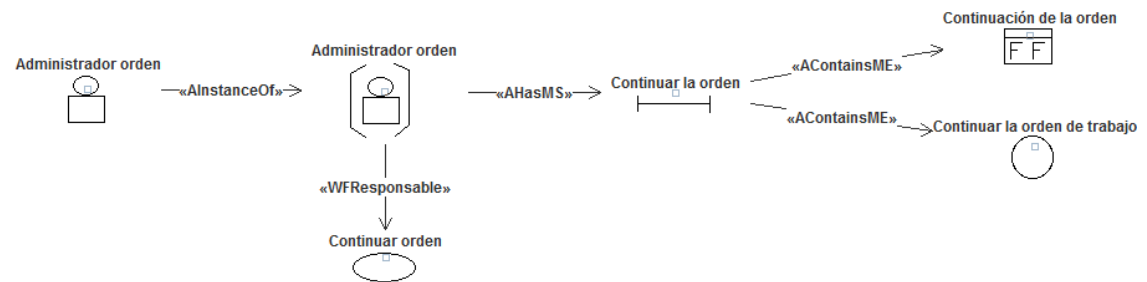 Administrador orden
«AInstanceOf»
Administrador orden
«AHasMS»
Continuar la orden
«AContainsME»
Continuación de la orden
F F
«AContainsME»
Continuar la orden de trabajo
«WFResponsable»
Continuar orden